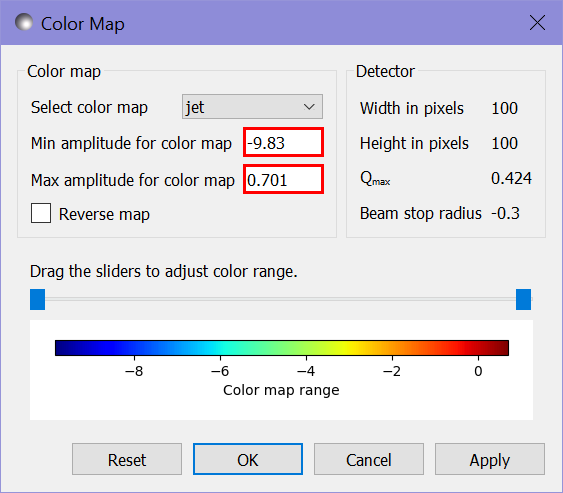 Color Map
Color map
Select color map jet
Min amplitude for color map -9.83
Max amplitude for color map 0.701
Reverse map
Detector
Width in pixels 100
Height in pixels 100
Qmax 0.424
Beam stop radius -0.3
Drag the sliders to adjust color range.
−8 −6 −4 −2 0
Color map range
Reset OK Cancel Apply